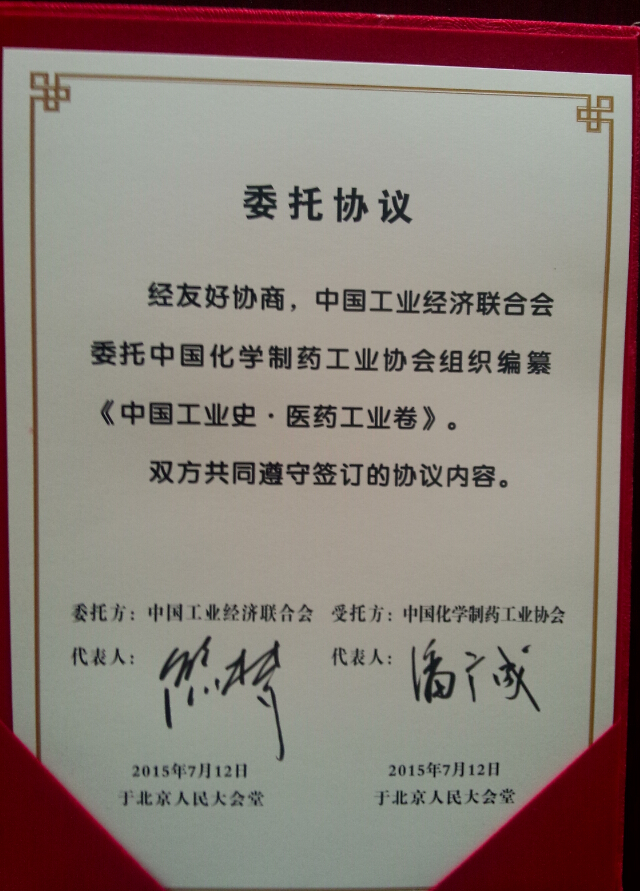 委托协议
经友好协商，中国工业经济联合会
委托中国化学制药工业协会组织编纂
《中国工业史·医药工业卷》。
双方共同遵守签订的协议内容。
委托方：中国工业经济联合会
代表人：熊梦
2015年7月12日
于北京人民大会堂
受托方：中国化学制药工业协会
代表人：潘广成
2015年7月12日
于北京人民大会堂